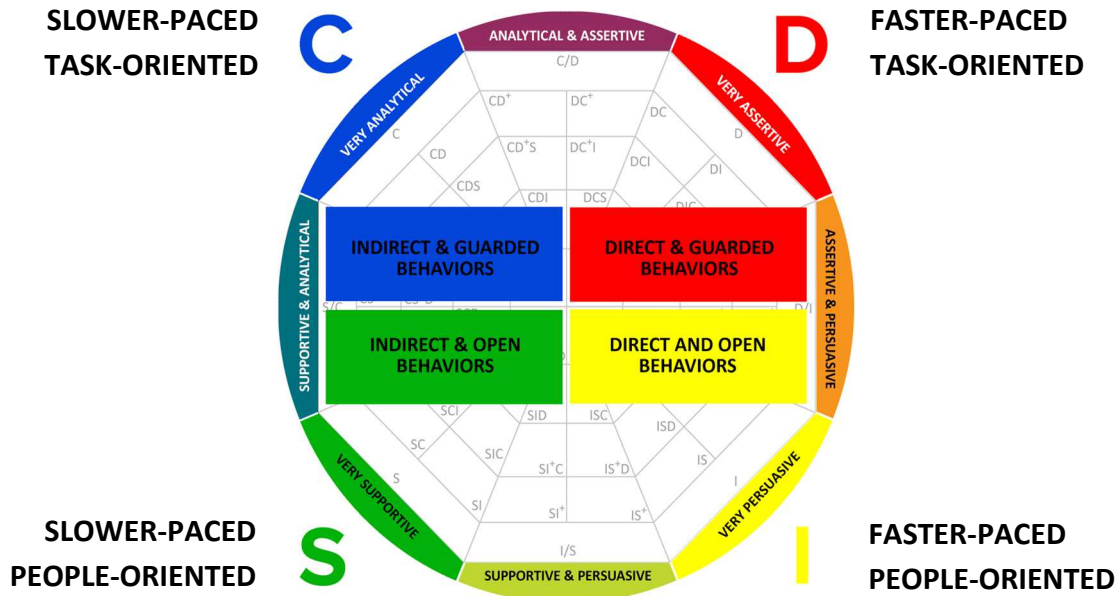 SLOWER-PACED
TASK-ORIENTED
C
ANALYTICAL & ASSERTIVE
D
FASTER-PACED
TASK-ORIENTED
VERY ANALYTICAL
VERY ASSERTIVE
C/D
CD+
DC+
DC
C
D
CD
CD+S
DC+I
DCI
DI
CDS
CDI
DCS
DIC
SUPPORTIVE & ANALYTICAL
INDIRECT & GUARDED
BEHAVIORS
DIRECT & GUARDED
BEHAVIORS
ASSERTIVE & PERSUASIVE
S/C
D/I
INDIRECT & OPEN
BEHAVIORS
DIRECT AND OPEN
BEHAVIORS
SCI
SID
ISC
ISD
SC
SIC
SI+C
IS+D
IS
S
I
SI
SI+
IS+
VERY SUPPORTIVE
VERY PERSUASIVE
I/S
SLOWER-PACED
PEOPLE-ORIENTED
S
SUPPORTIVE & PERSUASIVE
I
FASTER-PACED
PEOPLE-ORIENTED